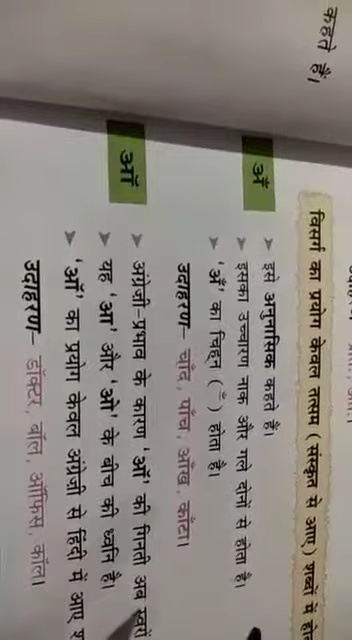 कहते हैं।
विसर्ग का प्रयोग केवल तत्सम (संस्कृत से आए) शब्दों में
अँ
➤ इसे अनुनासिक कहते हैं।
➤ इसका उच्चारण नाक और गले दोनों से होता है।
➤ 'अँ' का चिह्न ( ँ ) होता है।
उदाहरण– चाँद, पाँच, आँख, काँटा।
ऑ
➤ अंग्रेजी-प्रभाव के कारण 'ऑ' की गिनती अब स्वरों
➤ यह 'आ' और 'ओ' के बीच की ध्वनि है।
➤ 'ऑ' का प्रयोग केवल अंग्रेजी से हिंदी में आए
उदाहरण– डॉक्टर, बॉल, ऑफिस, कॉल।